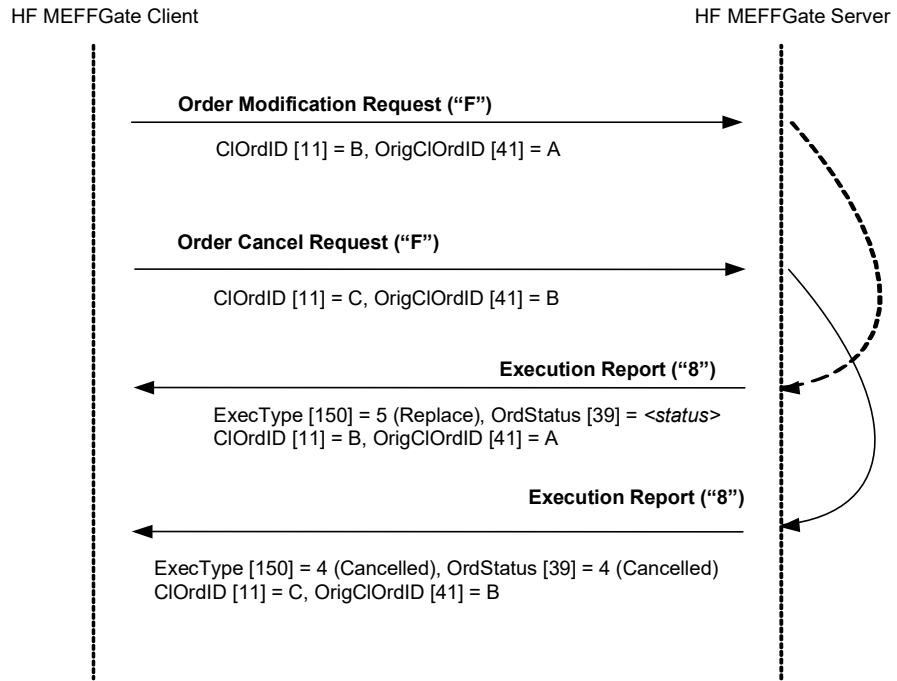 HF MEFFGate Client
HF MEFFGate Server
Order Modification Request (“F”)
ClOrdID [11] = B, OrigClOrdID [41] = A
Order Cancel Request (“F”)
ClOrdID [11] = C, OrigClOrdID [41] = B
Execution Report (“8”)
ExecType [150] = 5 (Replace), OrdStatus [39] = <status>
ClOrdID [11] = B, OrigClOrdID [41] = A
Execution Report (“8”)
ExecType [150] = 4 (Cancelled), OrdStatus [39] = 4 (Cancelled)
ClOrdID [11] = C, OrigClOrdID [41] = B